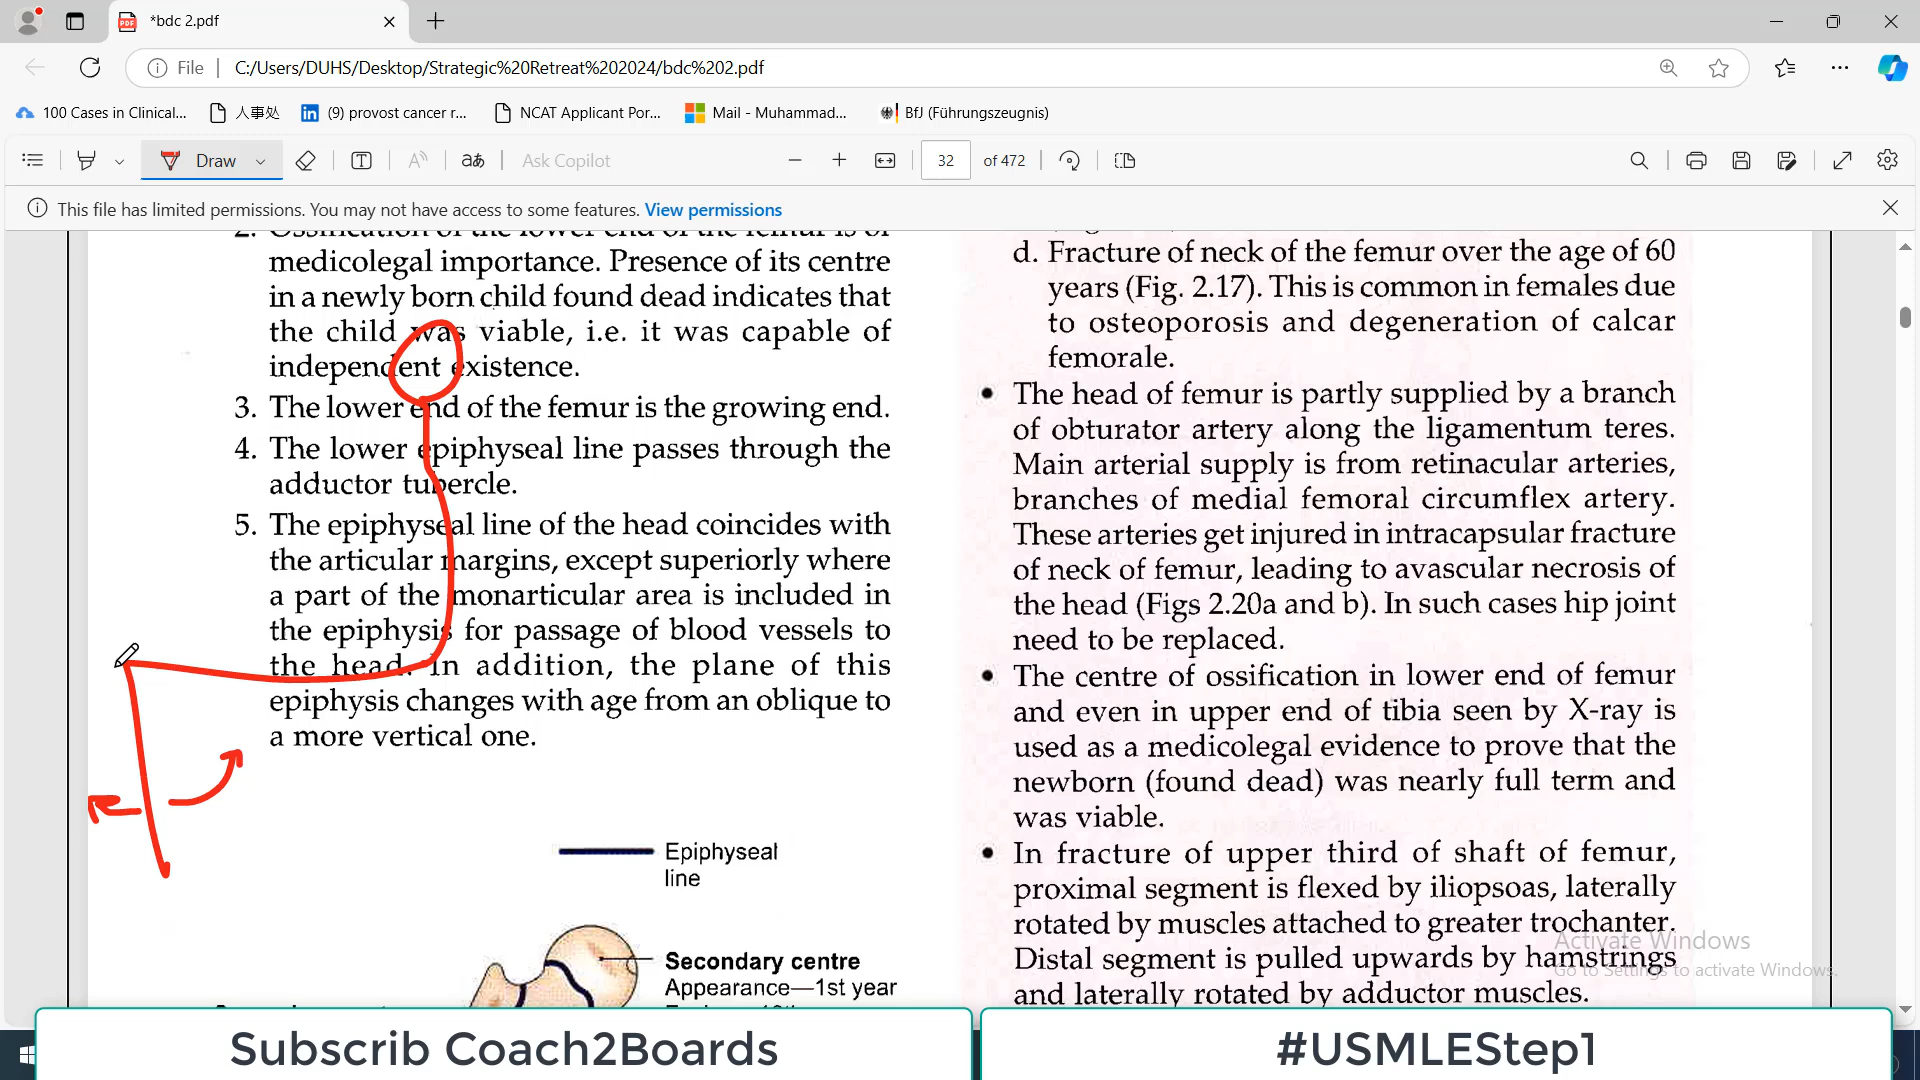 *bdc 2.pdf
File
C:/Users/DUHS/Desktop/Strategic%20Retreat%202024/bdc%202.pdf
100 Cases in Clinical...
人事处
(9) provost cancer r...
NCAT Applicant Por...
Mail - Muhammad...
BfJ (Führungszeugnis)
Draw
Ask Copilot
32
of 472
This file has limited permissions. You may not have access to some features. View permissions
2. Ossification of the lower end of the femur is of
medicolegal importance. Presence of its centre
in a newly born child found dead indicates that
the child was viable, i.e. it was capable of
independent existence.
3. The lower end of the femur is the growing end.
4. The lower epiphyseal line passes through the
adductor tubercle.
5. The epiphyseal line of the head coincides with
the articular margins, except superiorly where
a part of the monarticular area is included in
the epiphysis for passage of blood vessels to
the head. In addition, the plane of this
epiphysis changes with age from an oblique to
a more vertical one.
Epiphyseal
line
Secondary centre
Appearance—1st year
d. Fracture of neck of the femur over the age of 60
years (Fig. 2.17). This is common in females due
to osteoporosis and degeneration of calcar
femorale.
• The head of femur is partly supplied by a branch
of obturator artery along the ligamentum teres.
Main arterial supply is from retinacular arteries,
branches of medial femoral circumflex artery.
These arteries get injured in intracapsular fracture
of neck of femur, leading to avascular necrosis of
the head (Figs 2.20a and b). In such cases hip joint
need to be replaced.
• The centre of ossification in lower end of femur
and even in upper end of tibia seen by X-ray is
used as a medicolegal evidence to prove that the
newborn (found dead) was nearly full term and
was viable.
• In fracture of upper third of shaft of femur,
proximal segment is flexed by iliopsoas, laterally
rotated by muscles attached to greater trochanter.
Distal segment is pulled upwards by hamstrings
and laterally rotated by adductor muscles.
Activate Windows
Go to Settings to activate Windows.
Subscrib Coach2Boards
#USMLEStep1